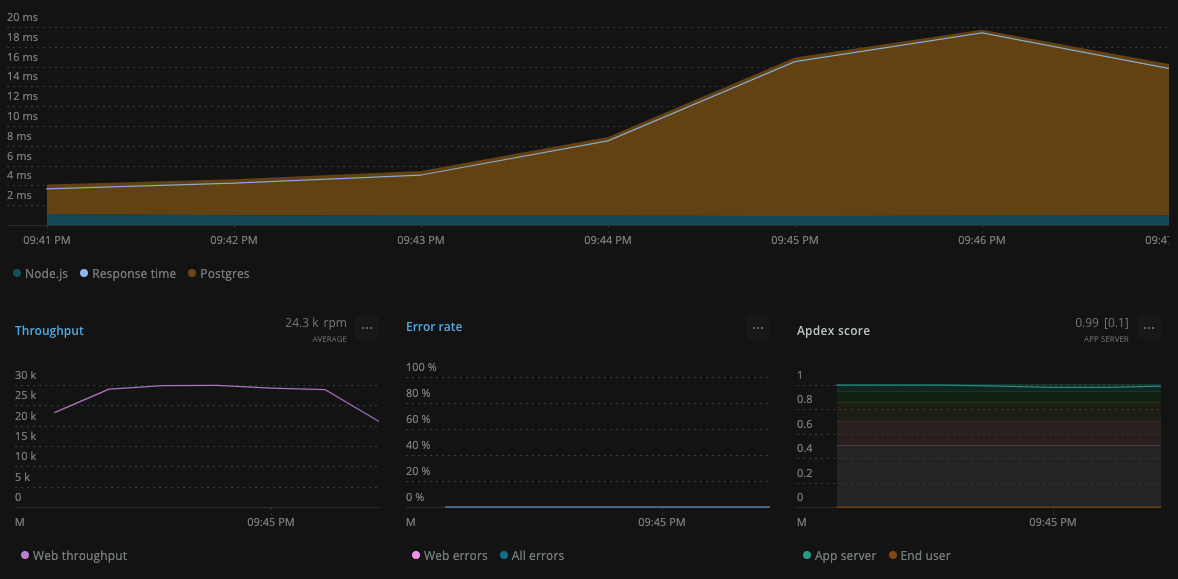 20 ms
18 ms
16 ms
14 ms
12 ms
10 ms
8 ms
6 ms
4 ms
2 ms
09:41 PM 09:42 PM 09:43 PM 09:44 PM 09:45 PM 09:46 PM 09:47
Node.js Response time Postgres
Throughput
24.3 k rpm
AVERAGE
...
30 k
25 k
20 k
15 k
10 k
5 k
0
M 09:45 PM
Web throughput
Error rate
...
100 %
80 %
60 %
40 %
20 %
0 %
M 09:45 PM
Web errors All errors
Apdex score
0.99 [0.1]
APP SERVER
...
1
0.8
0.6
0.4
0.2
0
M 09:45 PM
App server End user